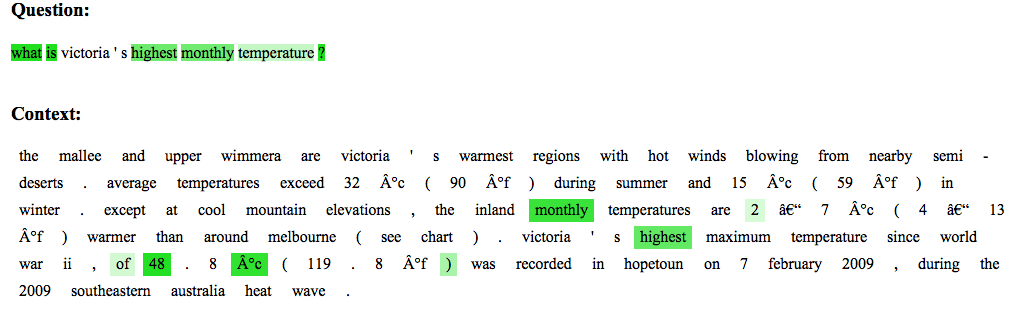 Question:
what is victoria ' s highest monthly temperature ?
Context:
the mallee and upper wimmera are victoria ' s warmest regions with hot winds blowing from nearby semi -
deserts . average temperatures exceed 32 Â°c ( 90 Â°f ) during summer and 15 Â°c ( 59 Â°f ) in
winter . except at cool mountain elevations , the inland monthly temperatures are 2 â€“ 7 Â°c ( 4 â€“ 13
Â°f ) warmer than around melbourne ( see chart ) . victoria ' s highest maximum temperature since world
war ii , of 48 . 8 Â°c ( 119 . 8 Â°f ) was recorded in hopetoun on 7 february 2009 , during the
2009 southeastern australia heat wave .